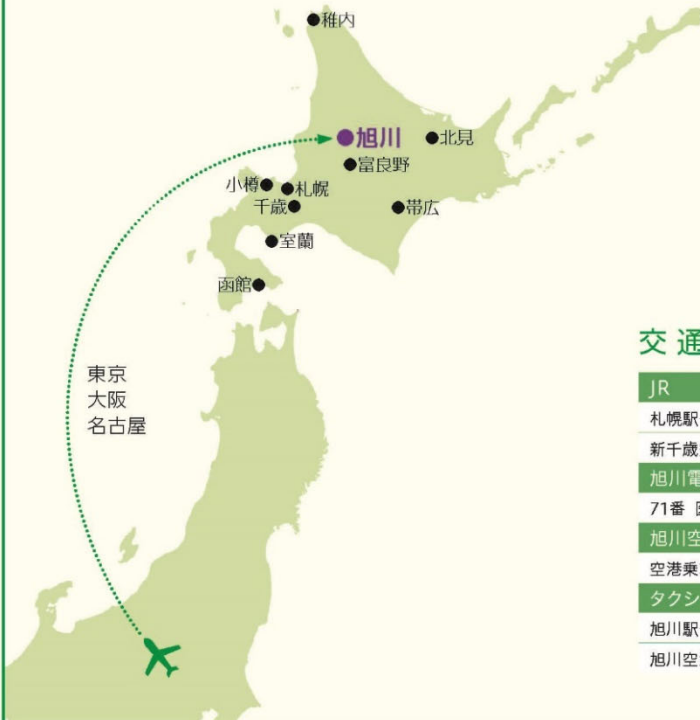 稚内
旭川
北見
富良野
小樽
札幌
千歳
帯広
室蘭
函館
東京
大阪
名古屋
交通
JR
札幌駅
新千歳
旭川電
71番
旭川空
空港乗
タクシ
旭川駅
旭川空